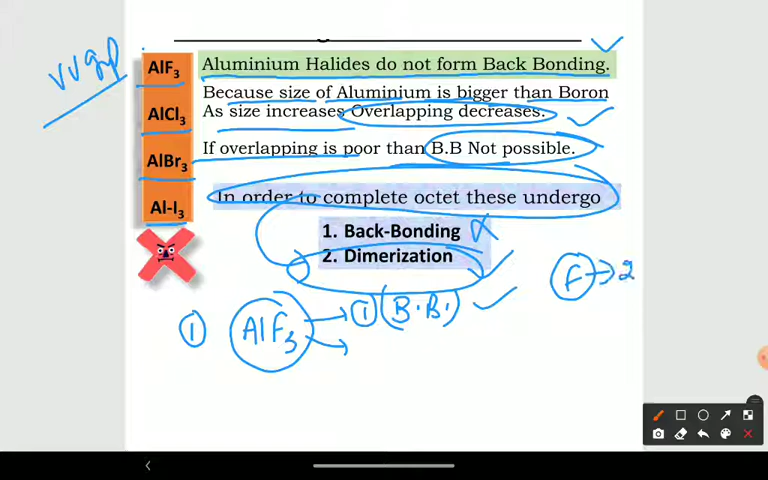 AlF3
Aluminium Halides do not form Back Bonding.
Because size of Aluminium is bigger than Boron
AlCl3
As size increases Overlapping decreases.
If overlapping is poor than B.B Not possible.
AlBr3
In order to complete octet these undergo
Al-I3
1. Back-Bonding
2. Dimerization
F → 2
① AlF3 → ① (B.B.)